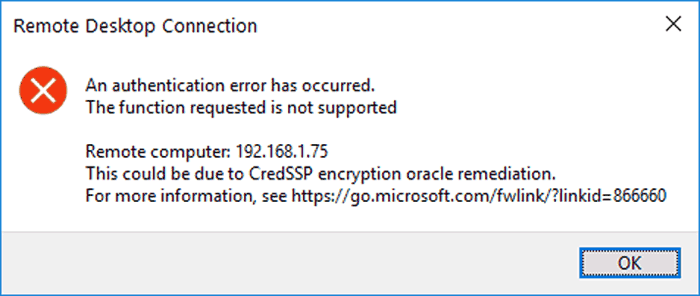 Remote Desktop Connection
An authentication error has occurred.
The function requested is not supported
Remote computer: 192.168.1.75
This could be due to CredSSP encryption oracle remediation.
For more information, see https://go.microsoft.com/fwlink/?linkid=866660
OK